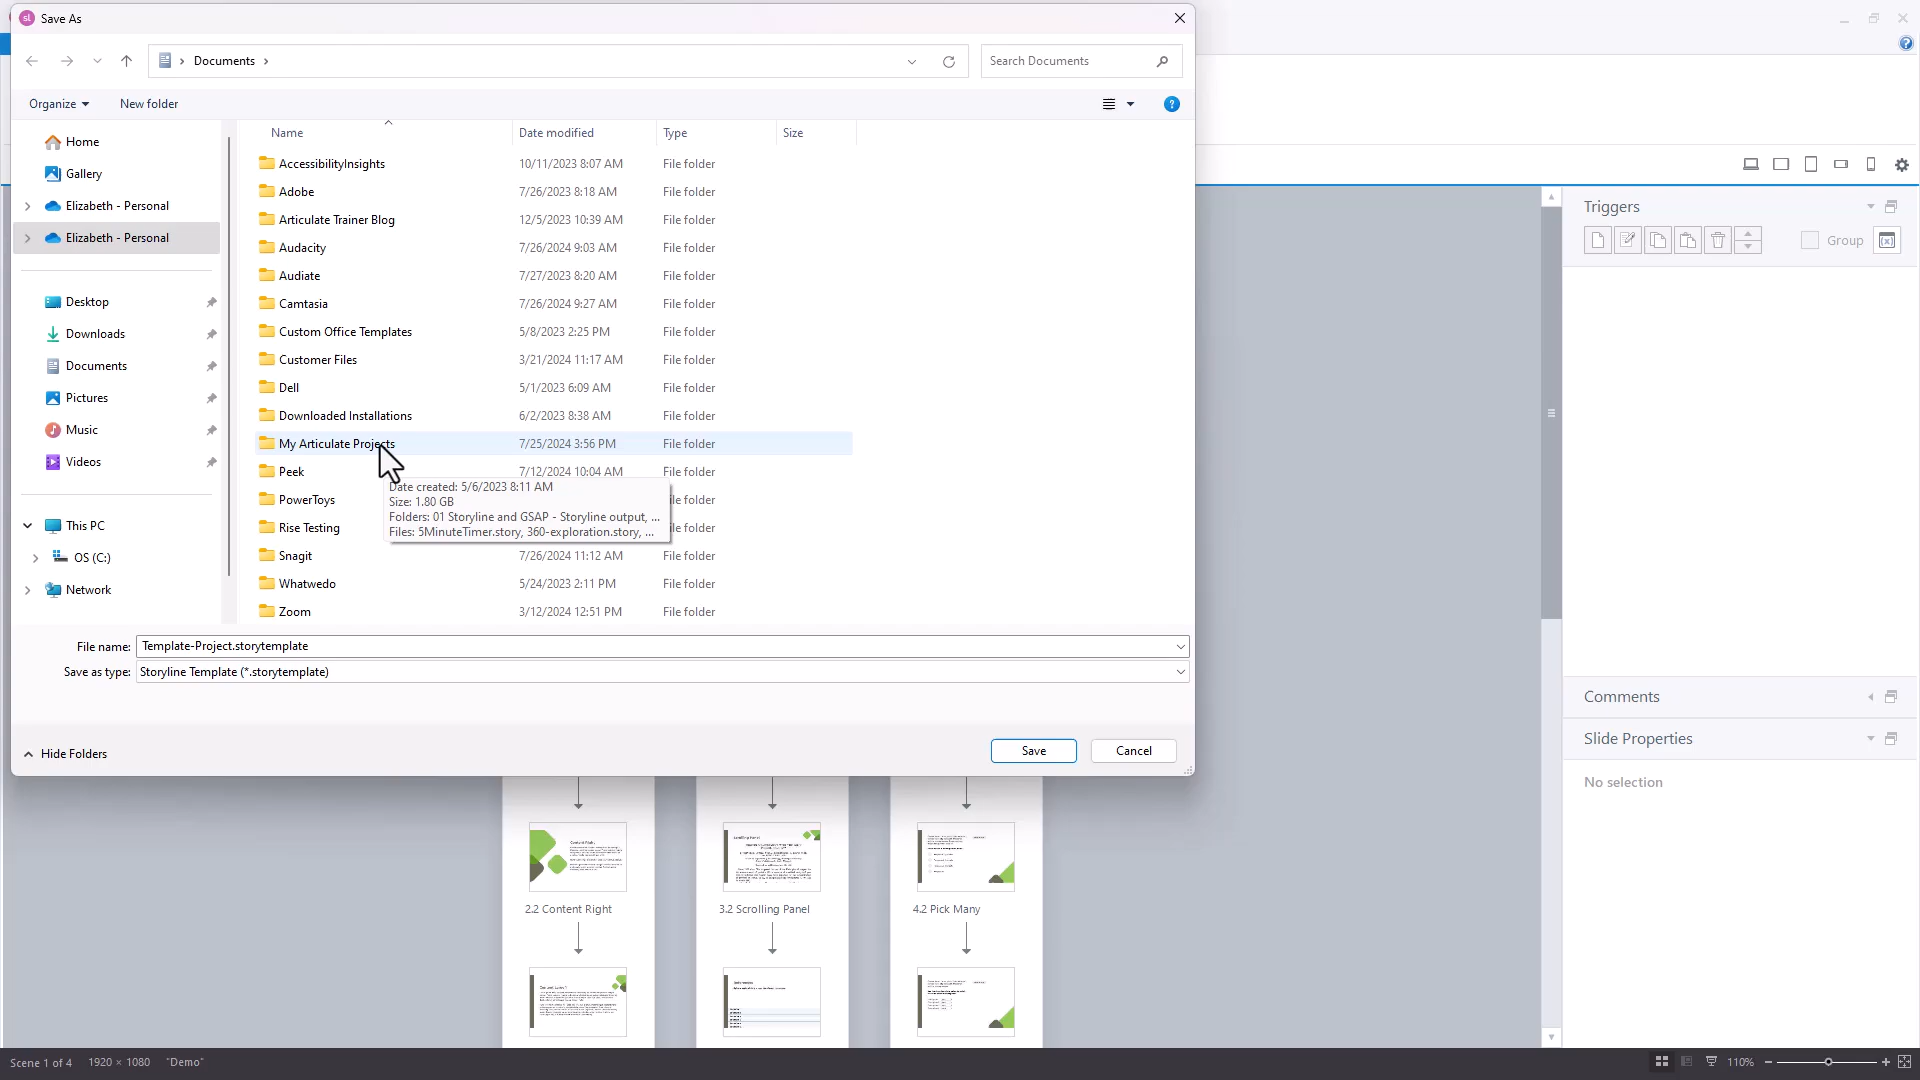 Save As
Documents
Search Documents
Organize
New folder
Home
Gallery
Elizabeth - Personal
Elizabeth - Personal
Desktop
Downloads
Documents
Pictures
Music
Videos
This PC
OS (C:)
Network
Name Date modified Type Size
AccessibilityInsights 10/11/2023 8:07 AM File folder
Adobe 7/26/2023 8:18 AM File folder
Articulate Trainer Blog 12/5/2023 10:39 AM File folder
Audacity 7/26/2024 9:03 AM File folder
Audiate 7/27/2023 8:20 AM File folder
Camtasia 7/26/2024 9:27 AM File folder
Custom Office Templates 5/8/2023 2:25 PM File folder
Customer Files 3/21/2024 11:17 AM File folder
Dell 5/1/2023 6:09 AM File folder
Downloaded Installations 6/2/2023 8:38 AM File folder
My Articulate Projects 7/25/2024 3:56 PM File folder
Peek 7/12/2024 10:04 AM File folder
PowerToys file folder
Rise Testing file folder
Snagit 7/26/2024 11:12 AM File folder
Whatwedo 5/24/2023 2:11 PM File folder
Zoom 3/12/2024 12:51 PM File folder
Date created: 5/6/2023 8:11 AM
Size: 1.80 GB
Folders: 01 Storyline and GSAP - Storyline output, ...
Files: 5MinuteTimer.story, 360-exploration.story, ...
File name: Template-Project.storytemplate
Save as type: Storyline Template (*.storytemplate)
Hide Folders
Save
Cancel
Triggers
Group
Comments
Slide Properties
No selection
Content Right
Scrolling Panel
2.2 Content Right
3.2 Scrolling Panel
4.2 Pick Many
Scene 1 of 4 1920 × 1080 "Demo"
110%